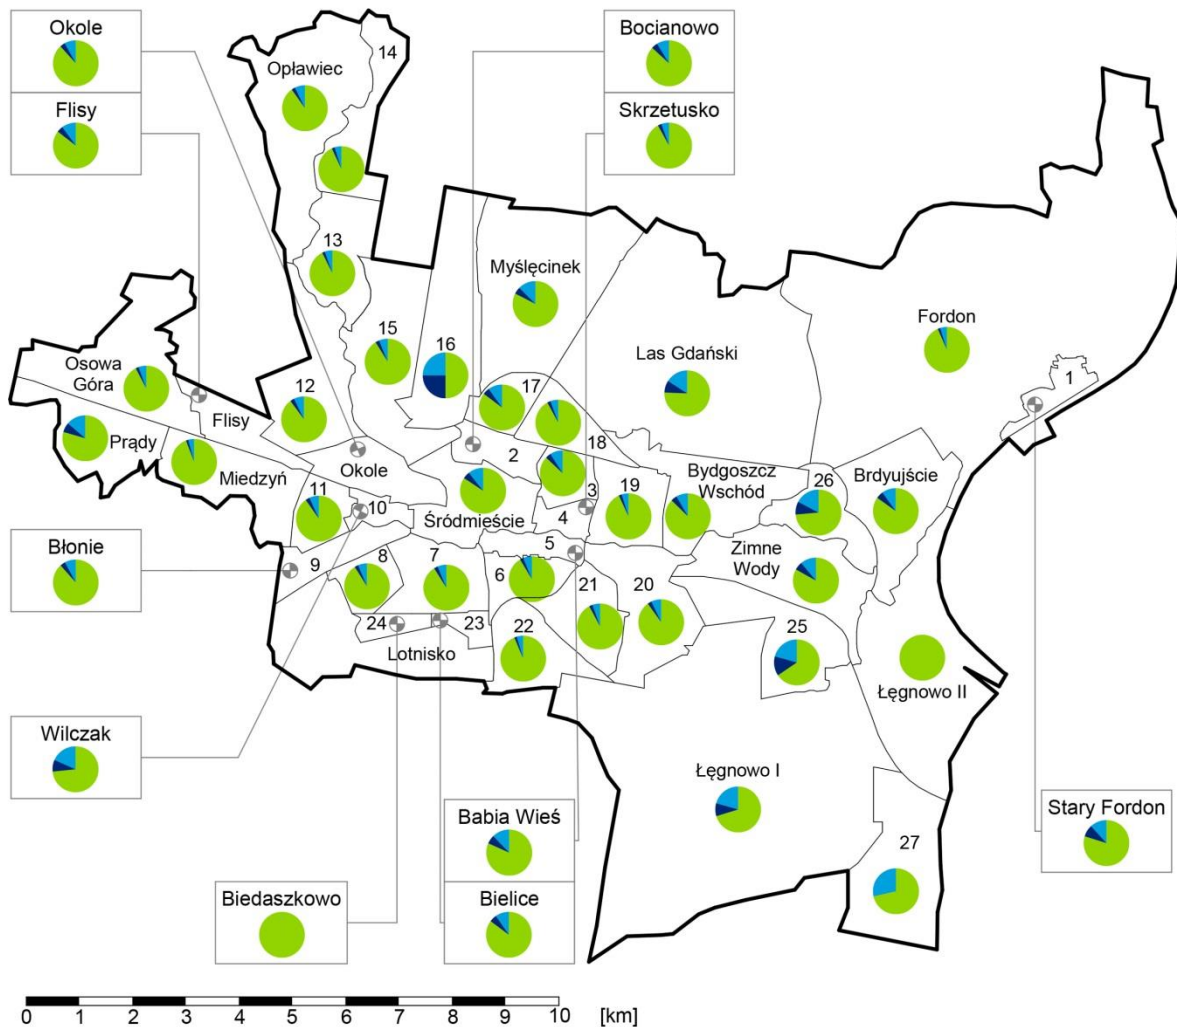 Okole
Flisy
Bocianowo
Skrzetusko
14
Opławiec
13
Myślęcinek
Fordon
Las Gdański
15
16
1
Osowa
Góra
12
17
Flisy
Prądy
Miedzyń
Okole
2
18
Bydgoszcz
Wschód
26
Brdyujście
11
10
3
19
Śródmieście
4
Zimne
Wody
5
Błonie
9
8
7
6
21
20
24
23
22
25
Lotnisko
Łęgnowo II
Wilczak
Łęgnowo I
Babia Wieś
Stary Fordon
27
Biedaszkowo
Bielice
0 1 2 3 4 5 6 7 8 9 10 [km]